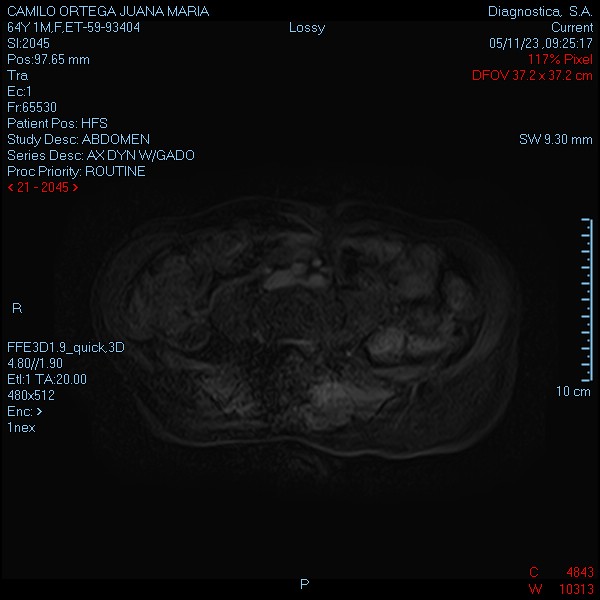 CAMILO ORTEGA JUANA MARIA
64Y 1M,F,ET-59-93404
SI:2045
Pos:97.65 mm
Tra
Ec:1
Fr:65530
Patient Pos: HFS
Study Desc: ABDOMEN
Series Desc: AX DYN W/GADO
Proc Priority: ROUTINE
< 21 - 2045 >
Lossy
Diagnostica, S.A.
Current
05/11/23 ,09:25:17
117% Pixel
DFOV 37.2 x 37.2 cm
SW 9.30 mm
R
10 cm
FFE3D1.9_quick,3D
4.80//1.90
Etl:1 TA:20.00
480x512
Enc: >
1nex
P
C 4843
W 10313